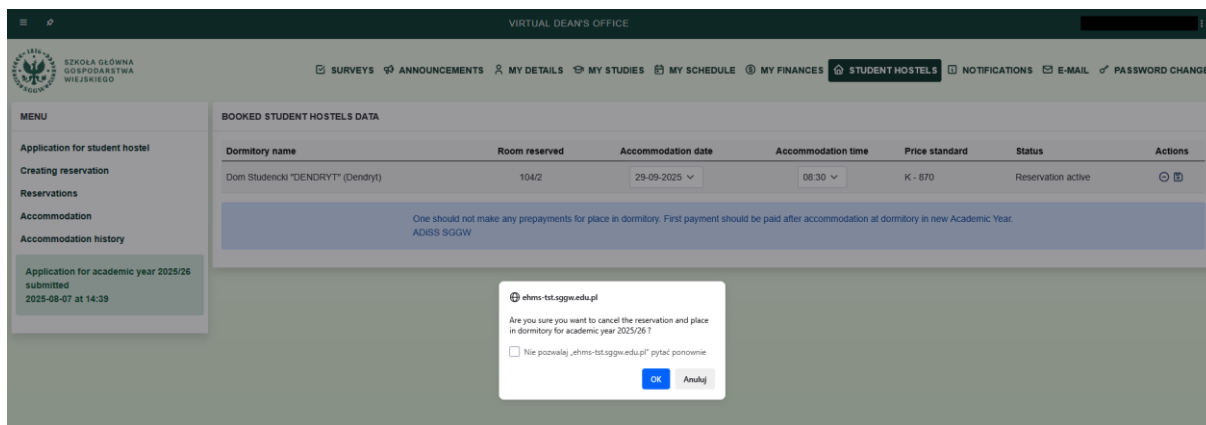 VIRTUAL DEAN'S OFFICE
·1816·
SGGW
SZKOŁA GŁÓWNA
GOSPODARSTWA
WIEJSKIEGO
SURVEYS ANNOUNCEMENTS MY DETAILS MY STUDIES MY SCHEDULE MY FINANCES STUDENT HOSTELS NOTIFICATIONS E-MAIL PASSWORD CHANGE
MENU
Application for student hostel
Creating reservation
Reservations
Accommodation
Accommodation history
Application for academic year 2025/26
submitted
2025-08-07 at 14:39
BOOKED STUDENT HOSTELS DATA
Dormitory name Room reserved Accommodation date Accommodation time Price standard Status Actions
Dom Studencki "DENDRYT" (Dendryt) 104/2 29-09-2025 08:30 K - 870 Reservation active
One should not make any prepayments for place in dormitory. First payment should be paid after accommodation at dormitory in new Academic Year.
ADiSS SGGW
ehms-tst.sggw.edu.pl
Are you sure you want to cancel the reservation and place
in dormitory for academic year 2025/26 ?
Nie pozwalaj „ehms-tst.sggw.edu.pl" pytać ponownie
OK Anuluj